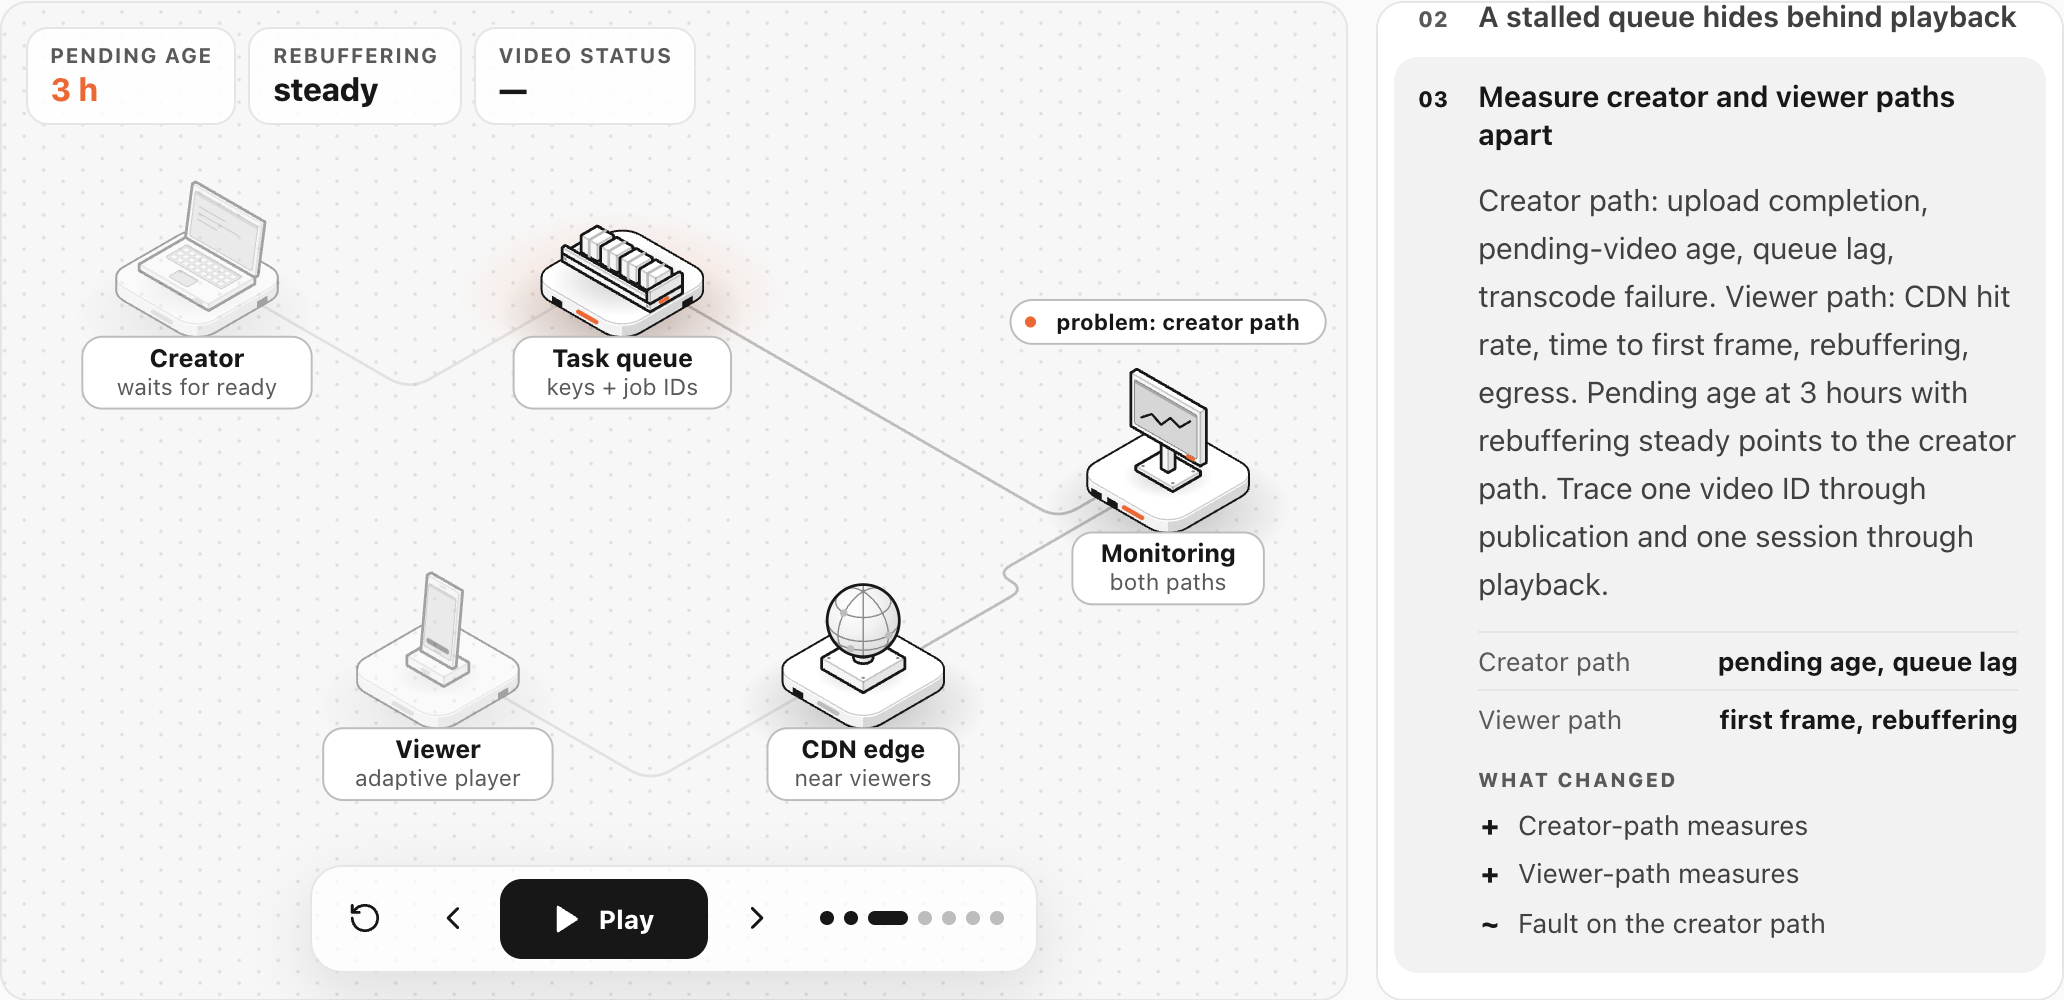 PENDING AGE
3 h
REBUFFERING
steady
VIDEO STATUS
—
Creator
waits for ready
Task queue
keys + job IDs
problem: creator path
Monitoring
both paths
Viewer
adaptive player
CDN edge
near viewers
Play
02 A stalled queue hides behind playback
03 Measure creator and viewer paths
apart
Creator path: upload completion,
pending-video age, queue lag,
transcode failure. Viewer path: CDN hit
rate, time to first frame, rebuffering,
egress. Pending age at 3 hours with
rebuffering steady points to the creator
path. Trace one video ID through
publication and one session through
playback.
Creator path pending age, queue lag
Viewer path first frame, rebuffering
WHAT CHANGED
+ Creator-path measures
+ Viewer-path measures
~ Fault on the creator path